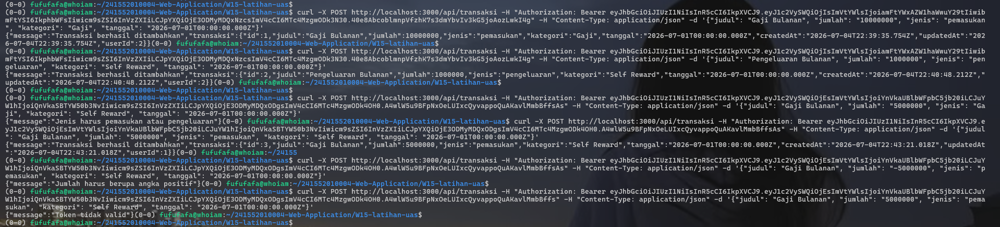 (0-0) fufufafa@whoiam:~/241552010004-Web-Application/W15-latihan-uas$
(0-0) fufufafa@whoiam:~/241552010004-Web-Application/W15-latihan-uas$ curl -X POST http://localhost:3000/api/transaksi -H "Authorization: Bearer eyJhbGciOiJIUzI1NiIsInR5cCI6IkpXVCJ9.eyJ1c2VySWQiOjIsImVtYWlsIjoiamFtYWxAZW1haWwuY29tIiwib
mFtYSI6IkphbWFsIiwicm9sZSI6InVzZXIiLCJpYXQiOjE3ODMyMDQxNzcsImV4cCI6MTc4MzgwODk3N30.40e8AbcoblmnpVfzhK7s3dmYbvIv3kG5joAozLwkI4g" -H "Content-Type: application/json" -d '{"judul": "Gaji Bulanan", "jumlah": "10000000", "jenis": "pemasukan
", "kategori": "Gaji", "tanggal": "2026-07-01T00:00:00.000Z"}'
{"message":"Transaksi berhasil ditambahkan","transaksi":{"id":1,"judul":"Gaji Bulanan","jumlah":10000000,"jenis":"pemasukan","kategori":"Gaji","tanggal":"2026-07-01T00:00:00.000Z","createdAt":"2026-07-04T22:39:35.754Z","updatedAt":"202
6-07-04T22:39:35.754Z","userId":2}}(0-0) fufufafa@whoiam:~/241552010004-Web-Application/W15-latihan-uas$
(0-0) fufufafa@whoiam:~/241552010004-Web-Application/W15-latihan-uas$ curl -X POST http://localhost:3000/api/transaksi -H "Authorization: Bearer eyJhbGciOiJIUzI1NiIsInR5cCI6IkpXVCJ9.eyJ1c2VySWQiOjIsImVtYWlsIjoiamFtYWxAZW1haWwuY29tIiwib
mFtYSI6IkphbWFsIiwicm9sZSI6InVzZXIiLCJpYXQiOjE3ODMyMDQxNzcsImV4cCI6MTc4MzgwODk3N30.40e8AbcoblmnpVfzhK7s3dmYbvIv3kG5joAozLwkI4g" -H "Content-Type: application/json" -d '{"judul": "Pengeluaran Bulanan", "jumlah": "1000000", "jenis": "pen
geluaran", "kategori": "Self Reward", "tanggal": "2026-07-01T00:00:00.000Z"}'
{"message":"Transaksi berhasil ditambahkan","transaksi":{"id":2,"judul":"Pengeluaran Bulanan","jumlah":1000000,"jenis":"pengeluaran","kategori":"Self Reward","tanggal":"2026-07-01T00:00:00.000Z","createdAt":"2026-07-04T22:40:48.212Z","
updatedAt":"2026-07-04T22:40:48.212Z","userId":2}}(0-0) fufufafa@whoiam:~/241552010004-Web-Application/W15-latihan-uas$
(0-0) fufufafa@whoiam:~/241552010004-Web-Application/W15-latihan-uas$
(0-0) fufufafa@whoiam:~/241552010004-Web-Application/W15-latihan-uas$ curl -X POST http://localhost:3000/api/transaksi -H "Authorization: Bearer eyJhbGciOiJIUzI1NiIsInR5cCI6IkpXVCJ9.eyJ1c2VySWQiOjEsImVtYWlsIjoiYnVkaUBlbWFpbC5jb20iLCJuY
W1hIjoiQnVkaSBTYW50b3NvIiwicm9sZSI6InVzZXIiLCJpYXQiOjE3ODMyMDQxODgsImV4cCI6MTc4MzgwODk4OH0.A4wlW5u9BFpNxOeLUIxcQyvappoQuAKavlMmbBffsAs" -H "Content-Type: application/json" -d '{"judul": "Gaji Bulanan", "jumlah": "5000000", "jenis": "Ga
ji", "kategori": "Self Reward", "tanggal": "2026-07-01T00:00:00.000Z"}'
{"message":"Jenis harus pemasukan atau pengeluaran"}(0-0) fufufafa@whoiam:~/241552010004-Web-Application/W15-latihan-uas$ curl -X POST http://localhost:3000/api/transaksi -H "Authorization: Bearer eyJhbGciOiJIUzI1NiIsInR5cCI6IkpXVCJ9.e
yJ1c2VySWQiOjEsImVtYWlsIjoiYnVkaUBlbWFpbC5jb20iLCJuYW1hIjoiQnVkaSBTYW50b3NvIiwicm9sZSI6InVzZXIiLCJpYXQiOjE3ODMyMDQxODgsImV4cCI6MTc4MzgwODk4OH0.A4wlW5u9BFpNxOeLUIxcQyvappoQuAKavlMmbBffsAs" -H "Content-Type: application/json" -d '{"judul
": "Gaji Bulanan", "jumlah": "5000000", "jenis": "pemasukan", "kategori": "Self Reward", "tanggal": "2026-07-01T00:00:00.000Z"}'
{"message":"Transaksi berhasil ditambahkan","transaksi":{"id":3,"judul":"Gaji Bulanan","jumlah":5000000,"jenis":"pemasukan","kategori":"Self Reward","tanggal":"2026-07-01T00:00:00.000Z","createdAt":"2026-07-04T22:43:21.018Z","updatedAt
":"2026-07-04T22:43:21.018Z","userId":1}}(0-0) fufufafa@whoiam:~/24155
(0-0) fufufafa@whoiam:~/241552010004-Web-Application/W15-latihan-uas$ curl -X POST http://localhost:3000/api/transaksi -H "Authorization: Bearer eyJhbGciOiJIUzI1NiIsInR5cCI6IkpXVCJ9.eyJ1c2VySWQiOjEsImVtYWlsIjoiYnVkaUBlbWFpbC5jb20iLCJuY
W1hIjoiQnVkaSBTYW50b3NvIiwicm9sZSI6InVzZXIiLCJpYXQiOjE3ODMyMDQxODgsImV4cCI6MTc4MzgwODk4OH0.A4wlW5u9BFpNxOeLUIxcQyvappoQuAKavlMmbBffsAs" -H "Content-Type: application/json" -d '{"judul": "Gaji Bulanan", "jumlah": "-5000000", "jenis": "p
emasukan", "kategori": "Self Reward", "tanggal": "2026-07-01T00:00:00.000Z"}'
{"message":"Jumlah harus berupa angka positif"}(0-0) fufufafa@whoiam:~/241552010004-Web-Application/W15-latihan-uas$
(0-0) fufufafa@whoiam:~/241552010004-Web-Application/W15-latihan-uas$ curl -X POST http://localhost:3000/api/transaksi -H "Authorization: Bearer eyJhbGciOiJIUzI1NiIsInR5cCI6IkpXVCJ9.eyJ1c2VySWQiOjEsImVtYWlsIjoiYnVkaUBlbWFpbC5jb20iLCJuY
W1hIjoiQnVkaSBTYW50b3NvIiwicm9sZSI6InVzZXIiLCJpYXQiOjE3ODMyMDQxODgsImV4cCI6MTc4MzgwODk4OH0.A4wlW5u9BFpNxOeLUIxcQyvappoQuAKavlMmbBffs" -H "Content-Type: application/json" -d '{"judul": "Gaji Bulanan", "jumlah": "5000000", "jenis": "pema
sukan", "kategori": "Self Reward", "tanggal": "2026-07-01T00:00:00.000Z"}'
{"message":"Token tidak valid"}(0-0) fufufafa@whoiam:~/241552010004-Web-Application/W15-latihan-uas$
(0-0) fufufafa@whoiam:~/241552010004-Web-Application/W15-latihan-uas$